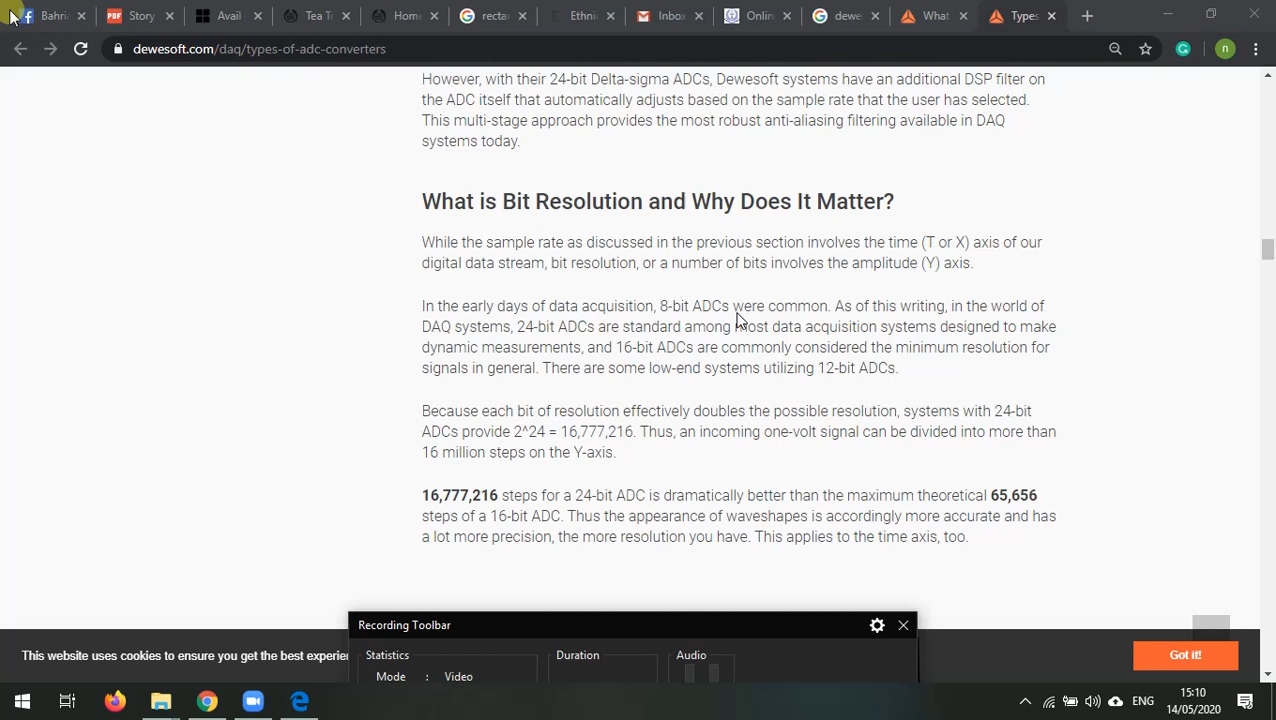 Bahri
PDF
Story
Avail
Tea T
Home
recta
Ethni
Inbox
Onlin
dewe
What
Types
dewesoft.com/daq/types-of-adc-converters
n
However, with their 24-bit Delta-sigma ADCs, Dewesoft systems have an additional DSP filter on
the ADC itself that automatically adjusts based on the sample rate that the user has selected.
This multi-stage approach provides the most robust anti-aliasing filtering available in DAQ
systems today.
What is Bit Resolution and Why Does It Matter?
While the sample rate as discussed in the previous section involves the time (T or X) axis of our
digital data stream, bit resolution, or a number of bits involves the amplitude (Y) axis.
In the early days of data acquisition, 8-bit ADCs were common. As of this writing, in the world of
DAQ systems, 24-bit ADCs are standard among most data acquisition systems designed to make
dynamic measurements, and 16-bit ADCs are commonly considered the minimum resolution for
signals in general. There are some low-end systems utilizing 12-bit ADCs.
Because each bit of resolution effectively doubles the possible resolution, systems with 24-bit
ADCs provide 2^24 = 16,777,216. Thus, an incoming one-volt signal can be divided into more than
16 million steps on the Y-axis.
16,777,216 steps for a 24-bit ADC is dramatically better than the maximum theoretical 65,656
steps of a 16-bit ADC. Thus the appearance of waveshapes is accordingly more accurate and has
a lot more precision, the more resolution you have. This applies to the time axis, too.
Recording Toolbar
This website uses cookies to ensure you get the best experie
Got it!
Statistics
Duration
Audio
Mode : Video
ENG
15:10
14/05/2020